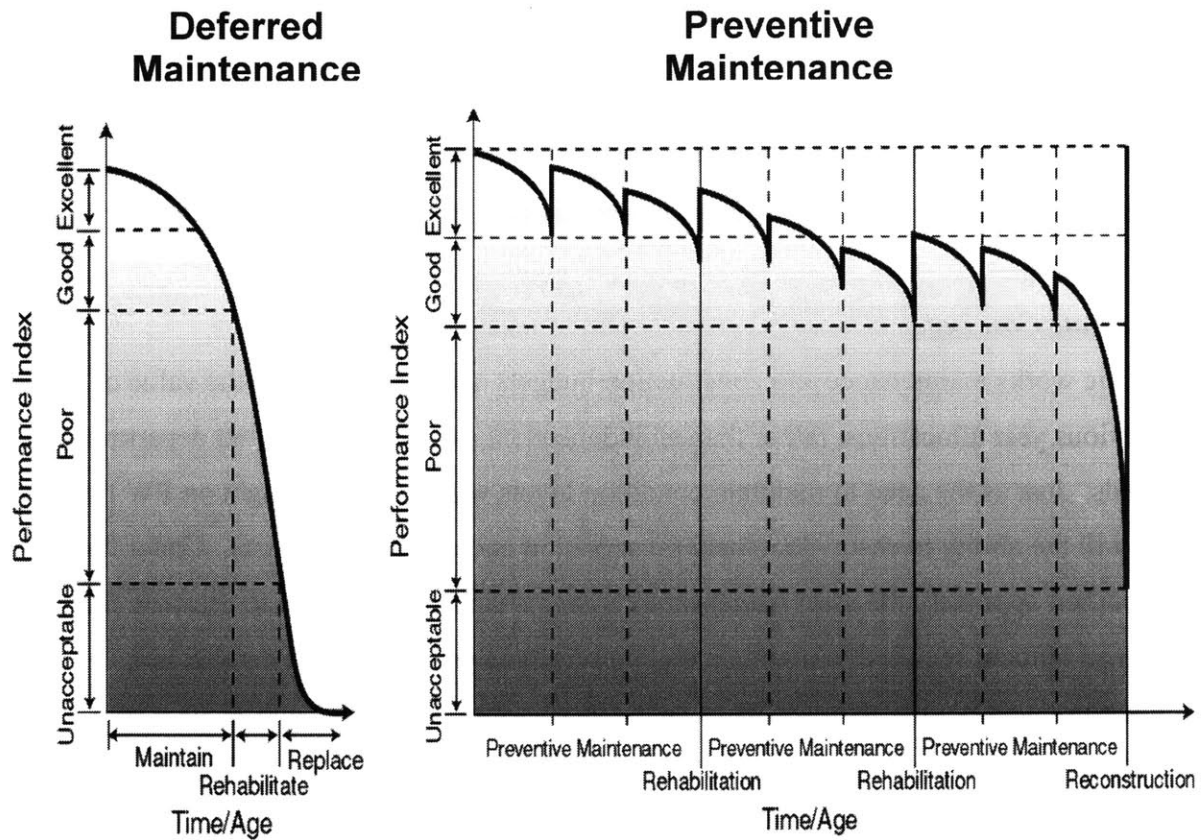 Deferred
Maintenance
Preventive
Maintenance
Performance Index
Excellent
Good
Poor
Unacceptable
Maintain
Rehabilitate
Replace
Time/Age
Performance Index
Excellent
Good
Poor
Unacceptable
Preventive Maintenance
Preventive Maintenance
Preventive Maintenance
Rehabilitation
Rehabilitation
Reconstruction
Time/Age